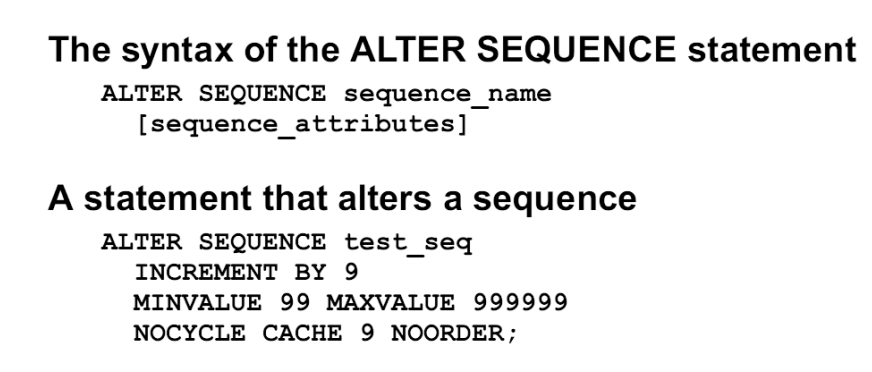 The syntax of the ALTER SEQUENCE statement
ALTER SEQUENCE sequence_name
[sequence_attributes]
A statement that alters a sequence
ALTER SEQUENCE test_seq
INCREMENT BY 9
MINVALUE 99 MAXVALUE 999999
NOCYCLE CACHE 9 NOORDER;